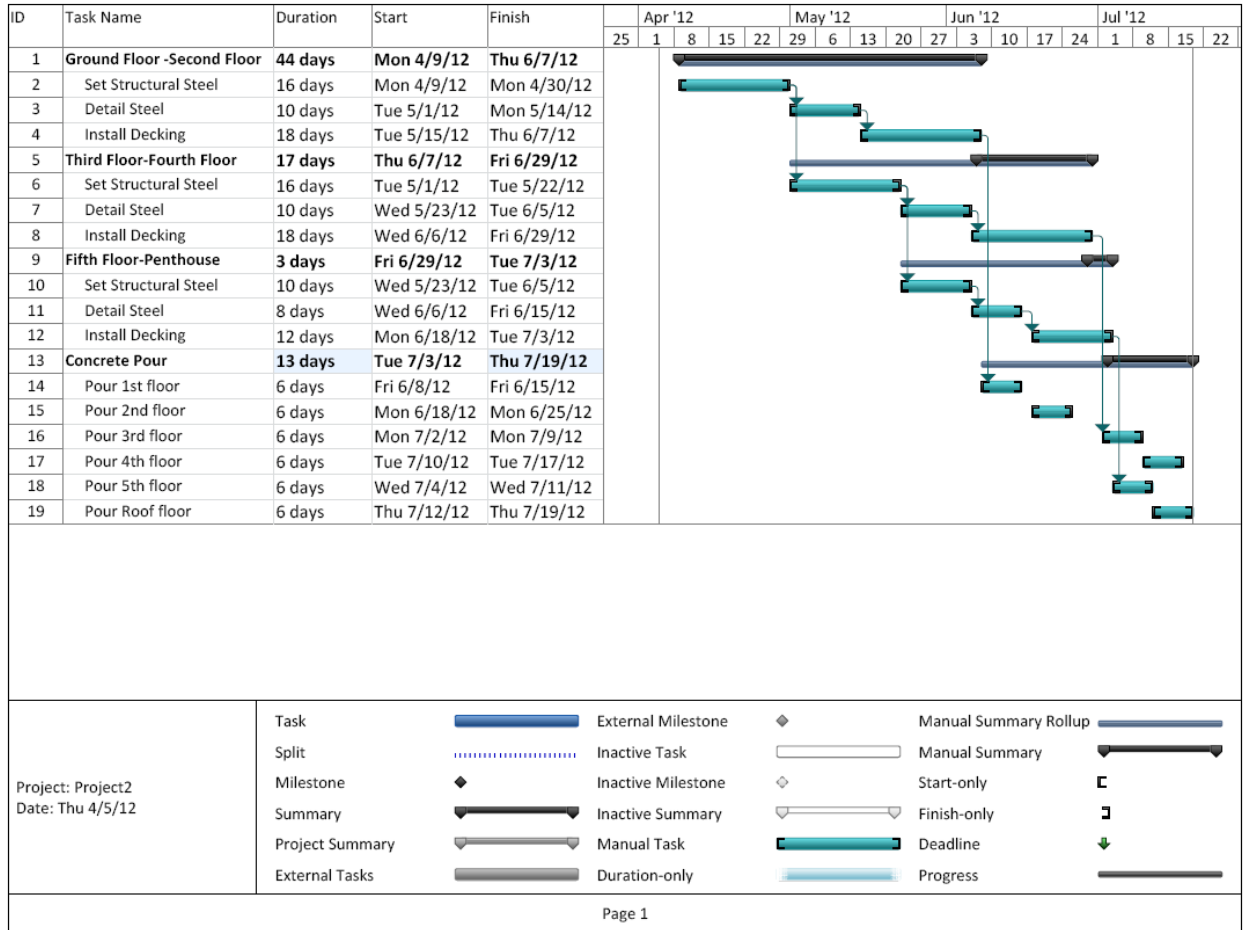 ID Task Name Duration Start Finish Apr '12 May '12 Jun '12 Jul '12
25 1 8 15 22 29 6 13 20 27 3 10 17 24 1 8 15 22
1 Ground Floor -Second Floor 44 days Mon 4/9/12 Thu 6/7/12
2 Set Structural Steel 16 days Mon 4/9/12 Mon 4/30/12
3 Detail Steel 10 days Tue 5/1/12 Mon 5/14/12
4 Install Decking 18 days Tue 5/15/12 Thu 6/7/12
5 Third Floor-Fourth Floor 17 days Thu 6/7/12 Fri 6/29/12
6 Set Structural Steel 16 days Tue 5/1/12 Tue 5/22/12
7 Detail Steel 10 days Wed 5/23/12 Tue 6/5/12
8 Install Decking 18 days Wed 6/6/12 Fri 6/29/12
9 Fifth Floor-Penthouse 3 days Fri 6/29/12 Tue 7/3/12
10 Set Structural Steel 10 days Wed 5/23/12 Tue 6/5/12
11 Detail Steel 8 days Wed 6/6/12 Fri 6/15/12
12 Install Decking 12 days Mon 6/18/12 Tue 7/3/12
13 Concrete Pour 13 days Tue 7/3/12 Thu 7/19/12
14 Pour 1st floor 6 days Fri 6/8/12 Fri 6/15/12
15 Pour 2nd floor 6 days Mon 6/18/12 Mon 6/25/12
16 Pour 3rd floor 6 days Mon 7/2/12 Mon 7/9/12
17 Pour 4th floor 6 days Tue 7/10/12 Tue 7/17/12
18 Pour 5th floor 6 days Wed 7/4/12 Wed 7/11/12
19 Pour Roof floor 6 days Thu 7/12/12 Thu 7/19/12
Project: Project2
Date: Thu 4/5/12
Task External Milestone Manual Summary Rollup
Split Inactive Task Manual Summary
Milestone Inactive Milestone Start-only
Summary Inactive Summary Finish-only
Project Summary Manual Task Deadline
External Tasks Duration-only Progress
Page 1